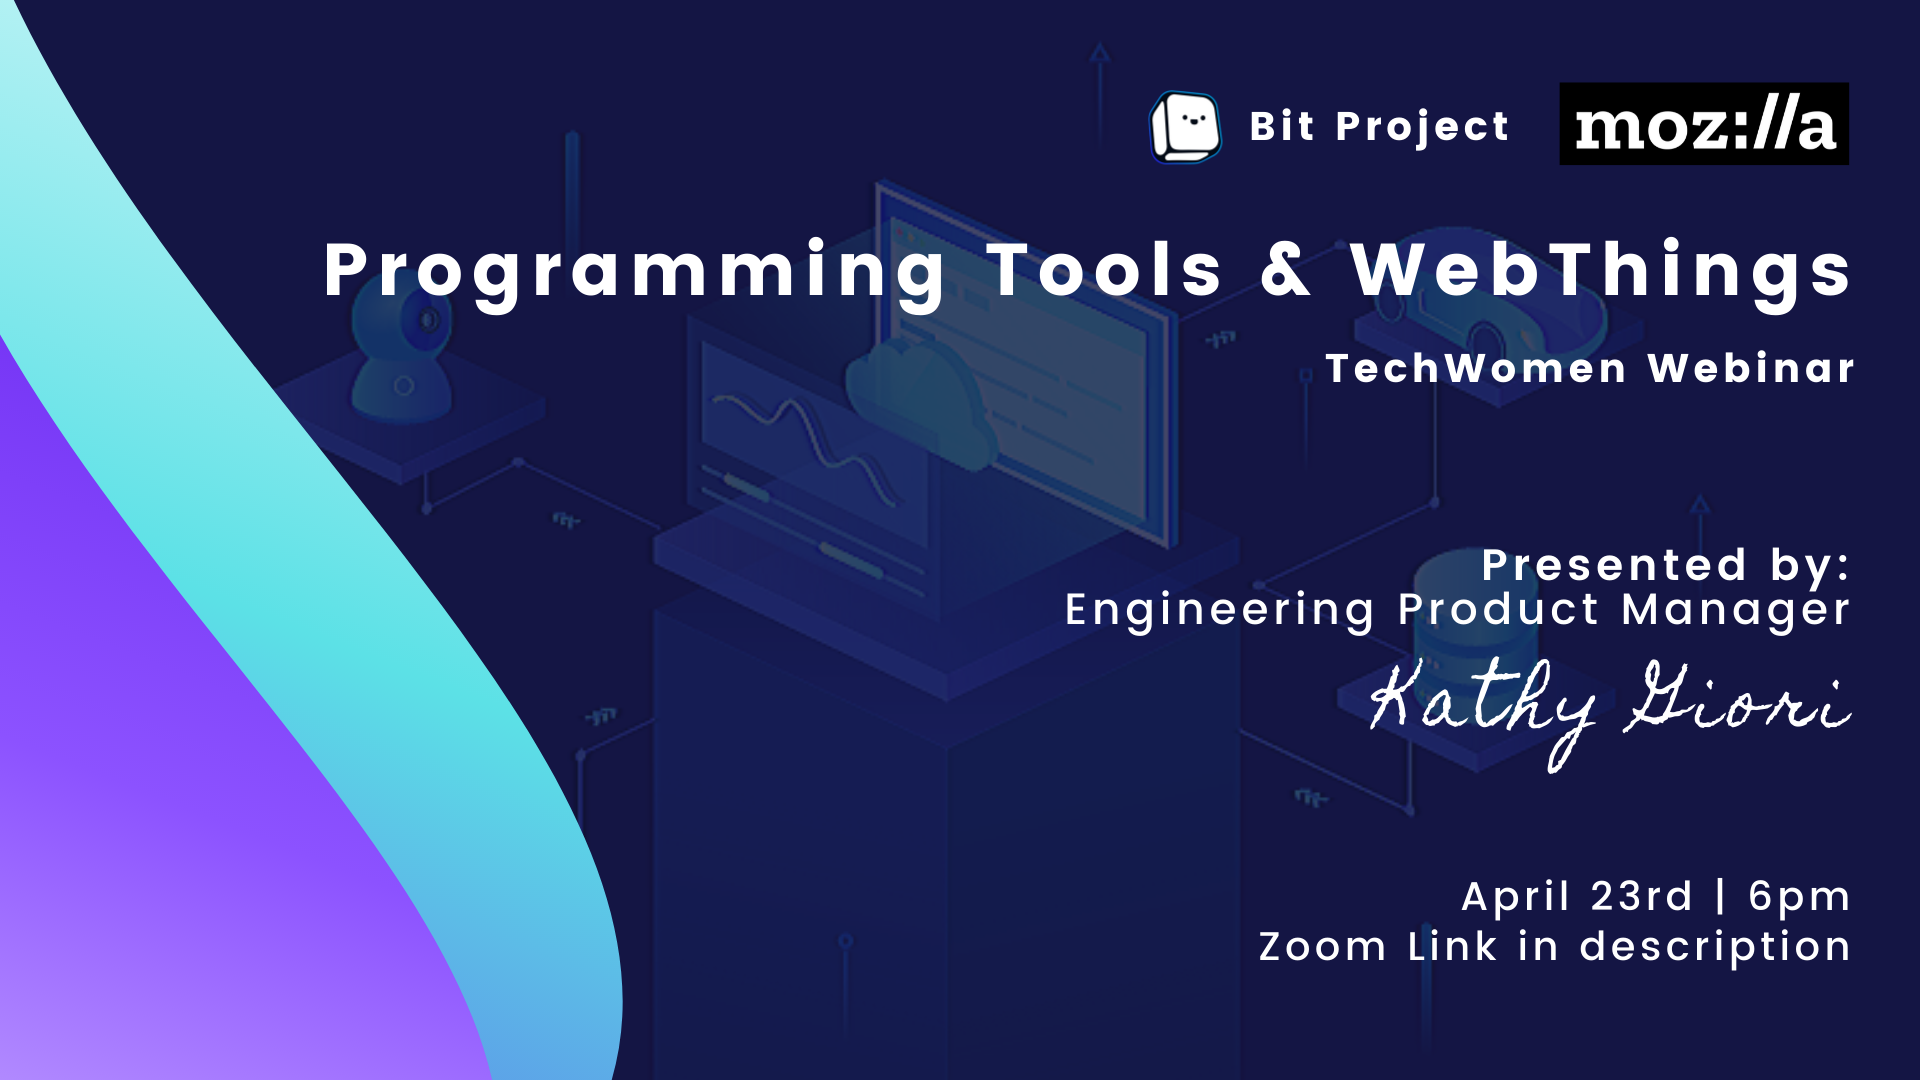 Bit Project
moz://a
Programming Tools & WebThings
TechWomen Webinar
Presented by:
Engineering Product Manager
Kathy Giori
April 23rd | 6pm
Zoom Link in description